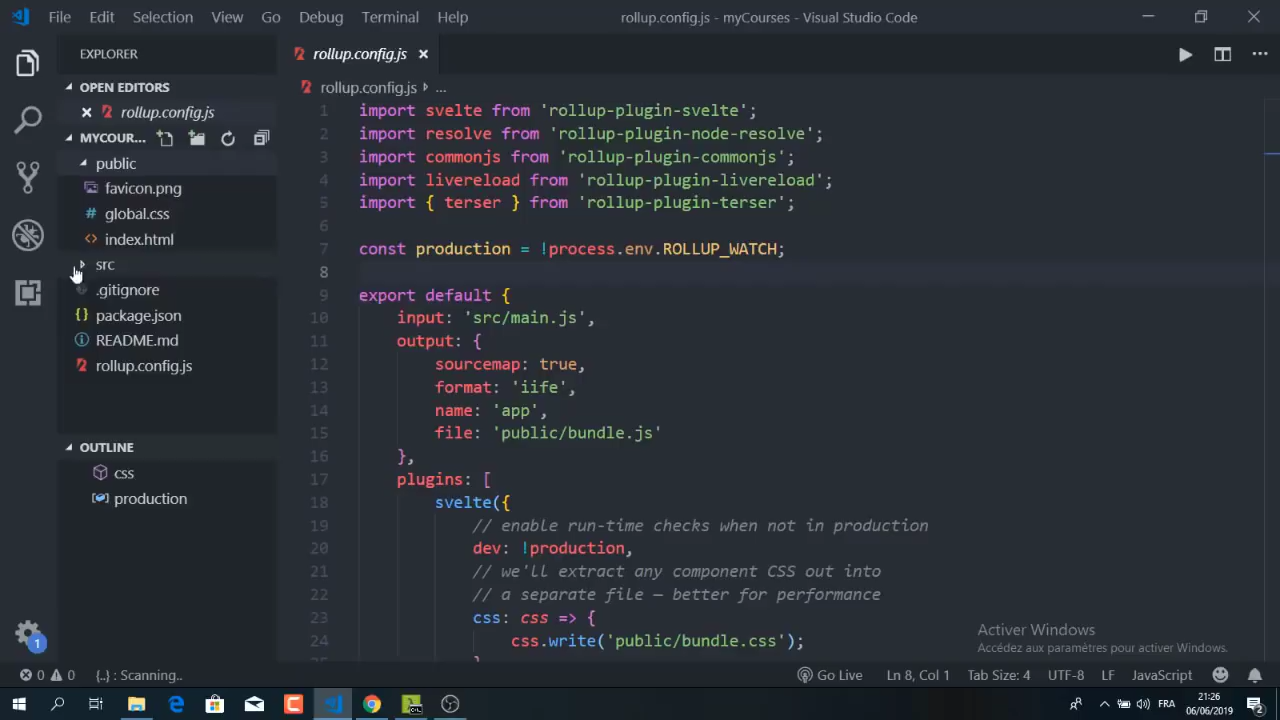 File Edit Selection View Go Debug Terminal Help
rollup.config.js - myCourses - Visual Studio Code
EXPLORER
OPEN EDITORS
rollup.config.js
MYCOUR...
public
favicon.png
# global.css
<> index.html
src
.gitignore
{} package.json
README.md
rollup.config.js
OUTLINE
css
production
rollup.config.js
rollup.config.js ...
1 import svelte from 'rollup-plugin-svelte';
2 import resolve from 'rollup-plugin-node-resolve';
3 import commonjs from 'rollup-plugin-commonjs';
4 import livereload from 'rollup-plugin-livereload';
5 import { terser } from 'rollup-plugin-terser';
6
7 const production = !process.env.ROLLUP_WATCH;
8
9 export default {
10 input: 'src/main.js',
11 output: {
12 sourcemap: true,
13 format: 'iife',
14 name: 'app',
15 file: 'public/bundle.js'
16 },
17 plugins: [
18 svelte({
19 // enable run-time checks when not in production
20 dev: !production,
21 // we'll extract any component CSS out into
22 // a separate file — better for performance
23 css: css => {
24 css.write('public/bundle.css');
Activer Windows
Accédez aux paramètres pour activer Windows.
1
0 0 {..} : Scanning..
Go Live Ln 8, Col 1 Tab Size: 4 UTF-8 LF JavaScript
FRA
21:26
06/06/2019
2